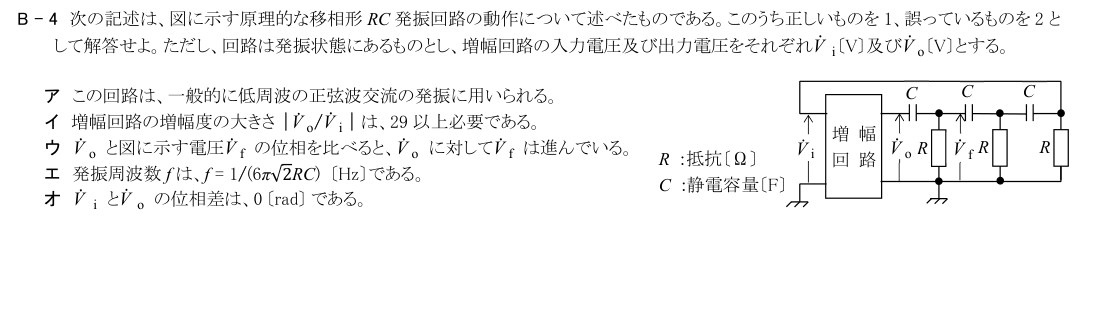 B－4 次の記述は、図に示す原理的な移相形 RC 発振回路の動作について述べたものである。このうち正しいものを 1、誤っているものを 2 と
して解答せよ。ただし、回路は発振状態にあるものとし、増幅回路の入力電圧及び出力電圧をそれぞれV̇i〔V〕及びV̇o〔V〕とする。
ア この回路は、一般的に低周波の正弦波交流の発振に用いられる。
イ 増幅回路の増幅度の大きさ｜V̇o/V̇i｜は、29 以上必要である。
ウ V̇o と図に示す電圧V̇f の位相を比べると、V̇o に対してV̇f は進んでいる。
エ 発振周波数 f は、f = 1/(6π√2RC)〔Hz〕である。
オ V̇i とV̇o の位相差は、0〔rad〕である。
C C C
増 幅
回 路
V̇i V̇o R V̇f R R
R :抵抗〔Ω〕
C :静電容量〔F〕